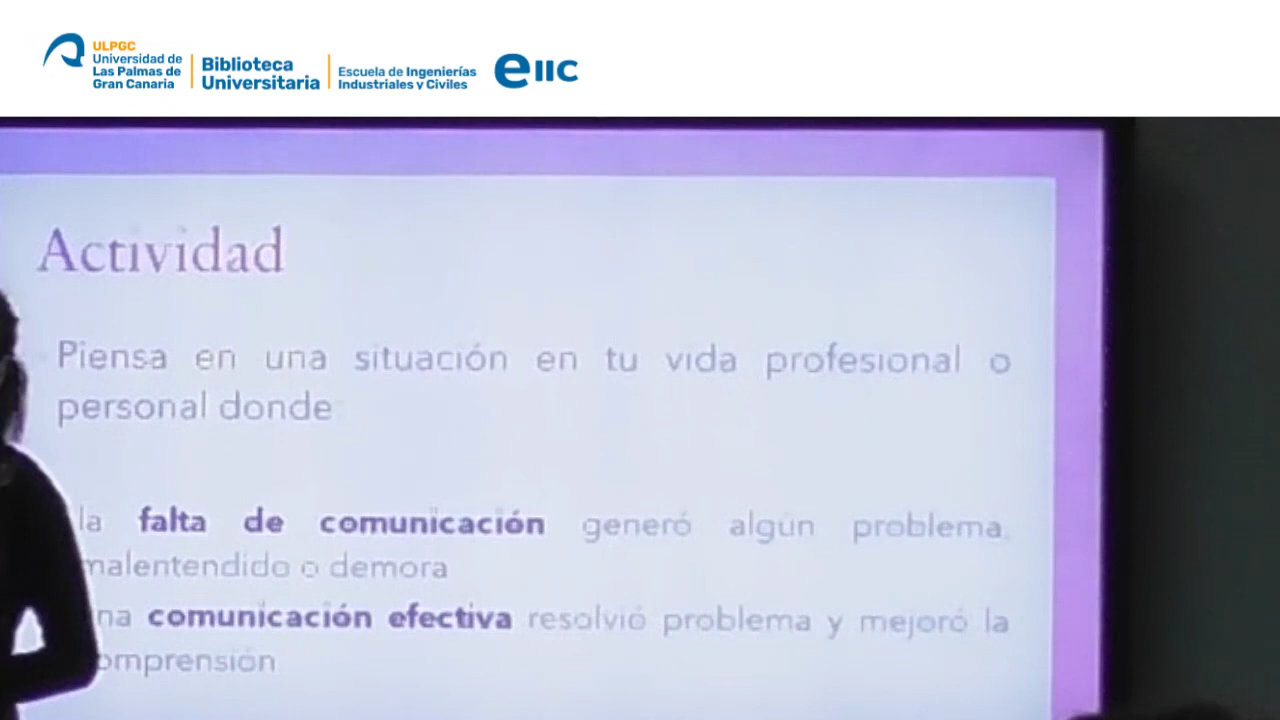 ULPGC
Universidad de
Las Palmas de
Gran Canaria
Biblioteca
Universitaria
Escuela de Ingenierías
Industriales y Civiles
eiic
Actividad
Piensa en una situación en tu vida profesional o
personal donde
la falta de comunicación generó algún problema,
malentendido o demora
na comunicación efectiva resolvió problema y mejoró la
omprensión